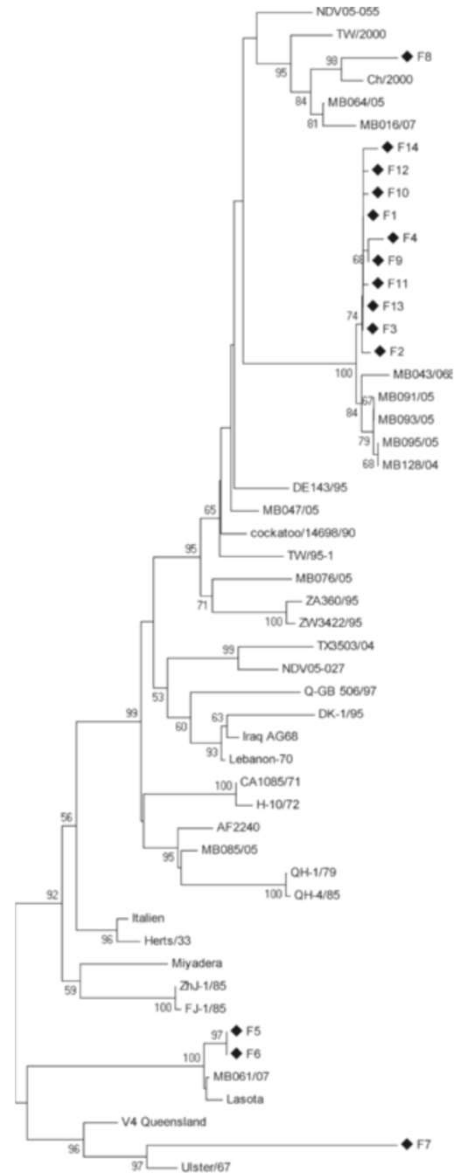 NDV05-055
TW/2000
98
F8
95
Ch/2000
84
MB064/05
81
MB016/07
F14
F12
F10
F1
F4
68
F9
F11
F13
74
F3
F2
100
MB043/06B
MB091/05
67
84
MB093/05
MB095/05
79
68
MB128/04
DE143/95
MB047/05
65
cockatoo/14698/90
95
TW/95-1
MB076/05
71
ZA360/95
100
ZW3422/95
99
TX3503/04
NDV05-027
53
Q-GB 506/97
99
60
63
DK-1/95
Iraq AG68
93
Lebanon-70
100
CA1085/71
H-10/72
56
AF2240
95
MB085/05
QH-1/79
92
100
QH-4/85
Italien
96
Herts/33
Miyadera
59
ZhJ-1/85
100
FJ-1/85
97
F5
100
F6
MB061/07
Lasota
V4 Queensland
96
F7
97
Ulster/67